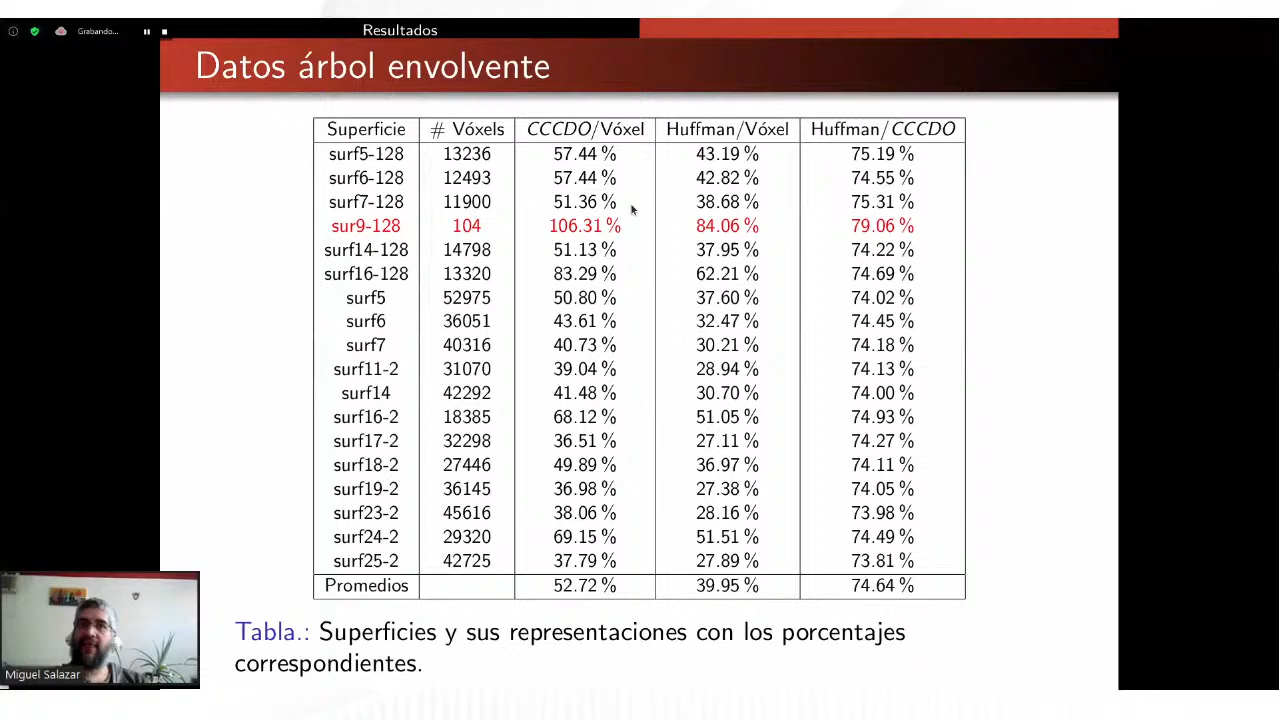 Grabando...
Resultados
Datos árbol envolvente
Superficie # Vóxels CCCDO/Vóxel Huffman/Vóxel Huffman/CCCDO
surf5-128 13236 57.44 % 43.19 % 75.19 %
surf6-128 12493 57.44 % 42.82 % 74.55 %
surf7-128 11900 51.36 % 38.68 % 75.31 %
sur9-128 104 106.31 % 84.06 % 79.06 %
surf14-128 14798 51.13 % 37.95 % 74.22 %
surf16-128 13320 83.29 % 62.21 % 74.69 %
surf5 52975 50.80 % 37.60 % 74.02 %
surf6 36051 43.61 % 32.47 % 74.45 %
surf7 40316 40.73 % 30.21 % 74.18 %
surf11-2 31070 39.04 % 28.94 % 74.13 %
surf14 42292 41.48 % 30.70 % 74.00 %
surf16-2 18385 68.12 % 51.05 % 74.93 %
surf17-2 32298 36.51 % 27.11 % 74.27 %
surf18-2 27446 49.89 % 36.97 % 74.11 %
surf19-2 36145 36.98 % 27.38 % 74.05 %
surf23-2 45616 38.06 % 28.16 % 73.98 %
surf24-2 29320 69.15 % 51.51 % 74.49 %
surf25-2 42725 37.79 % 27.89 % 73.81 %
Promedios 52.72 % 39.95 % 74.64 %
Tabla.: Superficies y sus representaciones con los porcentajes
correspondientes.
Miguel Salazar